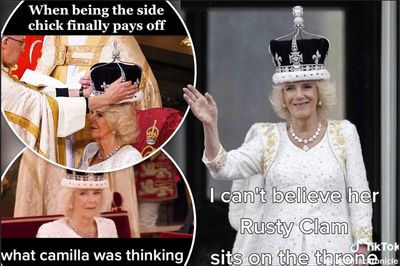 When being the side
chick finally pays off
what camilla was thinking
I can't believe her
Rusty Clam
sits on the throne
TikTok